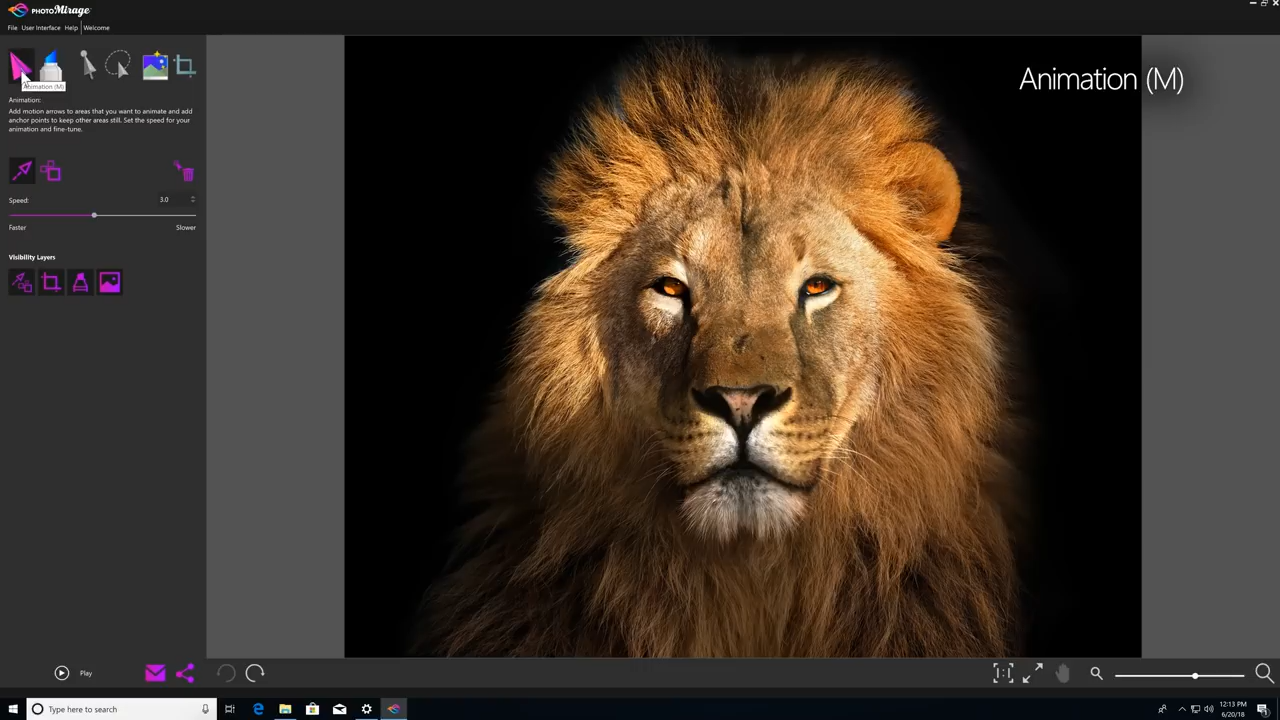 PHOTOMIRAGE®
File User Interface Help Welcome
Animation (M)
Animation (M)
Animation:
Add motion arrows to areas that you want to animate and add
anchor points to keep other areas still. Set the speed for your
animation and fine-tune.
Speed: 3.0
Faster Slower
Visibility Layers
Play
Type here to search
12:13 PM
6/20/18